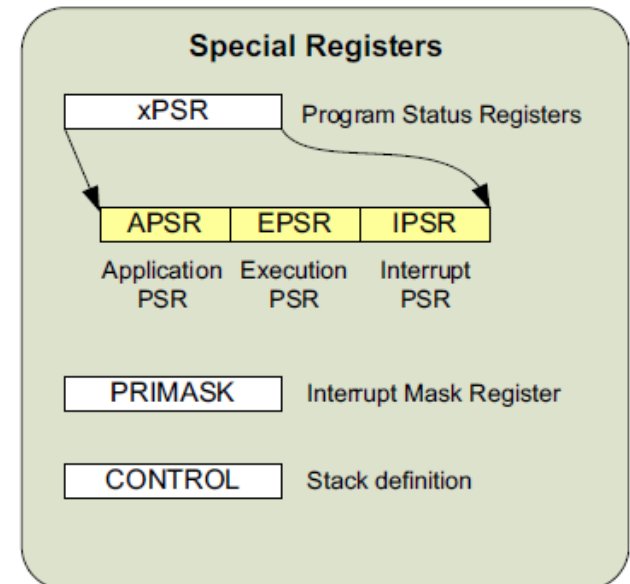 Special Registers
xPSR Program Status Registers
APSR EPSR IPSR
Application Execution Interrupt
PSR PSR PSR
PRIMASK Interrupt Mask Register
CONTROL Stack definition